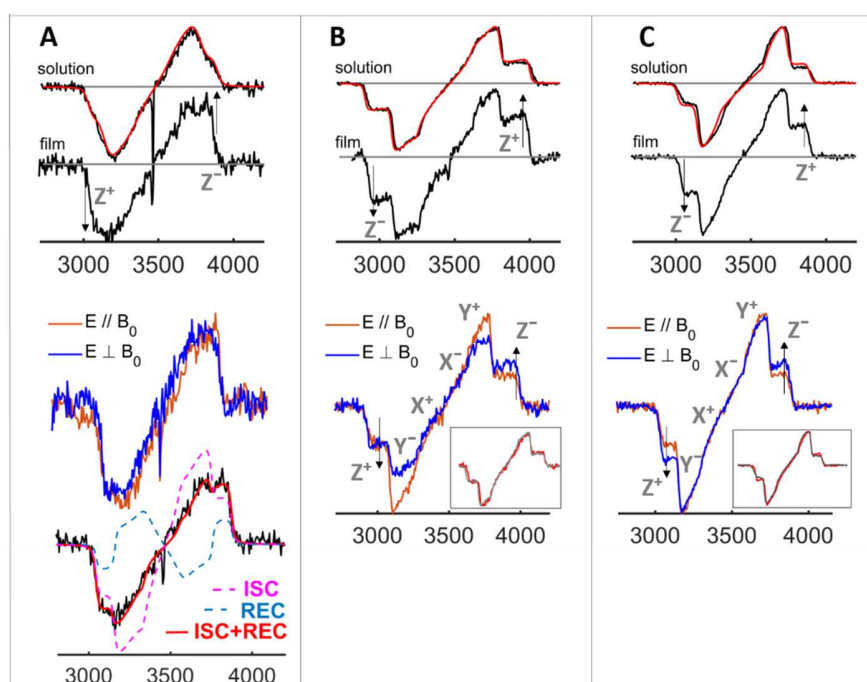 A
solution
film
Z+
Z−
3000 3500 4000
E // B0
E ⊥ B0
ISC
REC
ISC+REC
3000 3500 4000
B
solution
film
Z−
Z+
3000 3500 4000
E // B0
E ⊥ B0
Y+
Z−
X−
X+
Y−
Z+
3000 3500 4000
C
solution
film
Z−
Z+
3000 3500 4000
E // B0
E ⊥ B0
Y+
Z−
X−
X+
Y−
Z+
3000 3500 4000